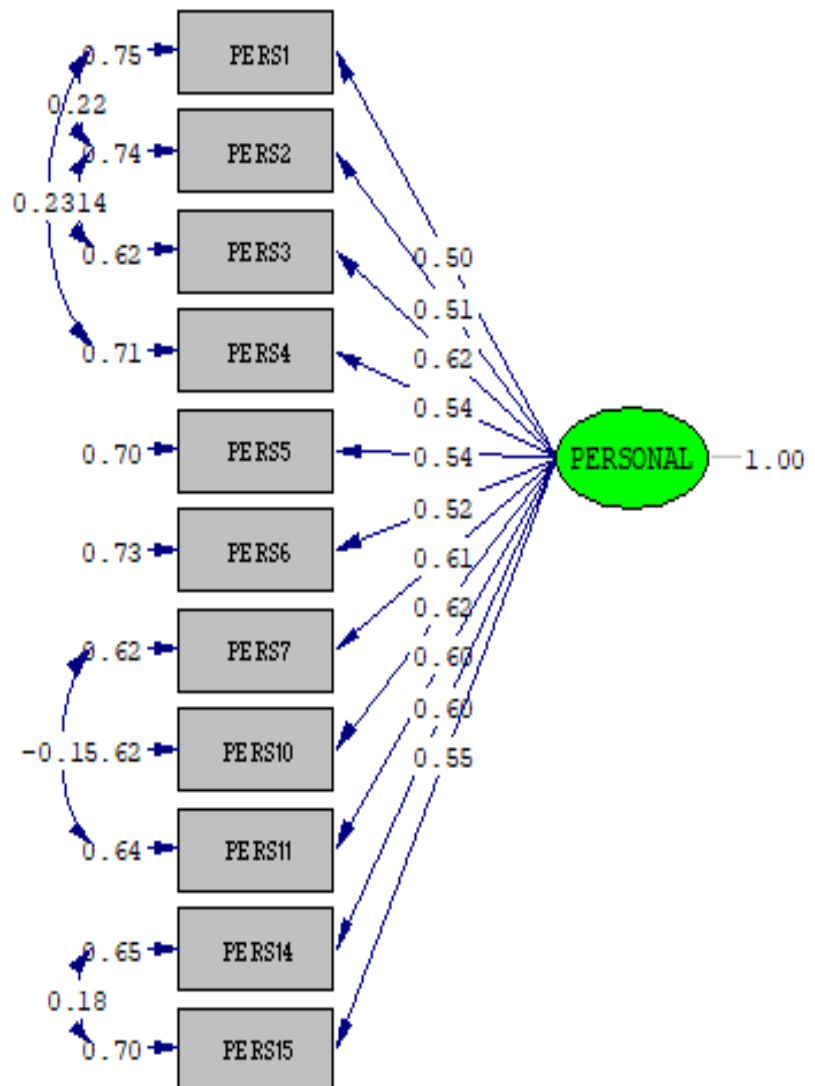 0.75 PERS1
0.22
0.74 PERS2
0.2314
0.62 PERS3
0.50
0.51
0.71 PERS4
0.62
0.54
0.70 PERS5
0.54
PERSONAL 1.00
0.52
0.73 PERS6
0.61
0.62
0.62 PERS7
0.60
0.60
-0.15.62 PERS10
0.55
0.64 PERS11
0.65 PERS14
0.18
0.70 PERS15